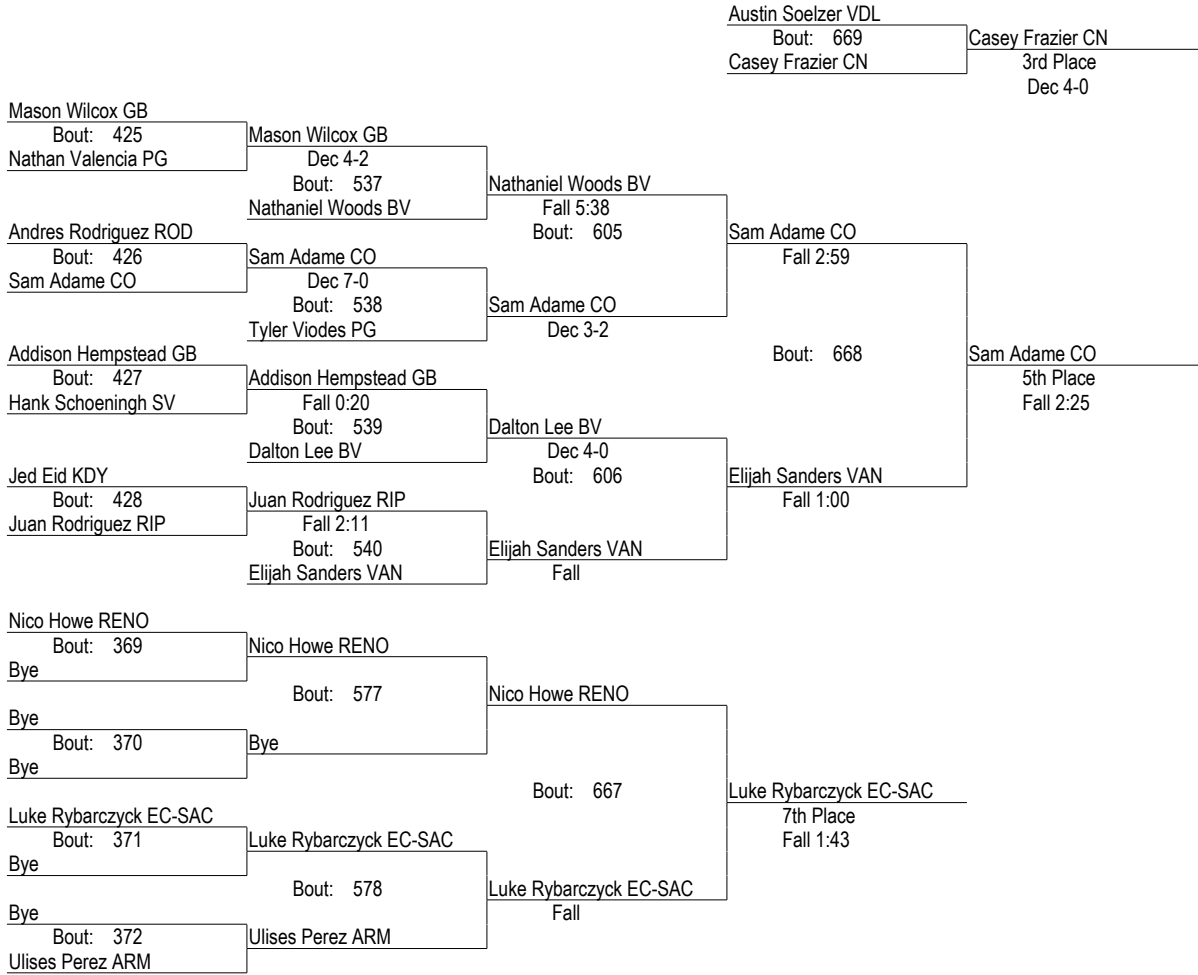 Austin Soelzer VDL
Bout: 669
Casey Frazier CN
Casey Frazier CN
3rd Place
Dec 4-0
Mason Wilcox GB
Bout: 425
Nathan Valencia PG
Mason Wilcox GB
Dec 4-2
Bout: 537
Nathaniel Woods BV
Nathaniel Woods BV
Fall 5:38
Bout: 605
Andres Rodriguez ROD
Bout: 426
Sam Adame CO
Sam Adame CO
Dec 7-0
Bout: 538
Tyler Viodes PG
Sam Adame CO
Dec 3-2
Sam Adame CO
Fall 2:59
Bout: 668
Sam Adame CO
5th Place
Fall 2:25
Addison Hempstead GB
Bout: 427
Hank Schoeningh SV
Addison Hempstead GB
Fall 0:20
Bout: 539
Dalton Lee BV
Dalton Lee BV
Dec 4-0
Bout: 606
Jed Eid KDY
Bout: 428
Juan Rodriguez RIP
Juan Rodriguez RIP
Fall 2:11
Bout: 540
Elijah Sanders VAN
Elijah Sanders VAN
Fall
Elijah Sanders VAN
Fall 1:00
Nico Howe RENO
Bout: 369
Bye
Nico Howe RENO
Bout: 577
Nico Howe RENO
Bye
Bout: 370
Bye
Bye
Bout: 667
Luke Rybarczyck EC-SAC
7th Place
Fall 1:43
Luke Rybarczyck EC-SAC
Bout: 371
Bye
Luke Rybarczyck EC-SAC
Bout: 578
Luke Rybarczyck EC-SAC
Fall
Bye
Bout: 372
Ulises Perez ARM
Ulises Perez ARM